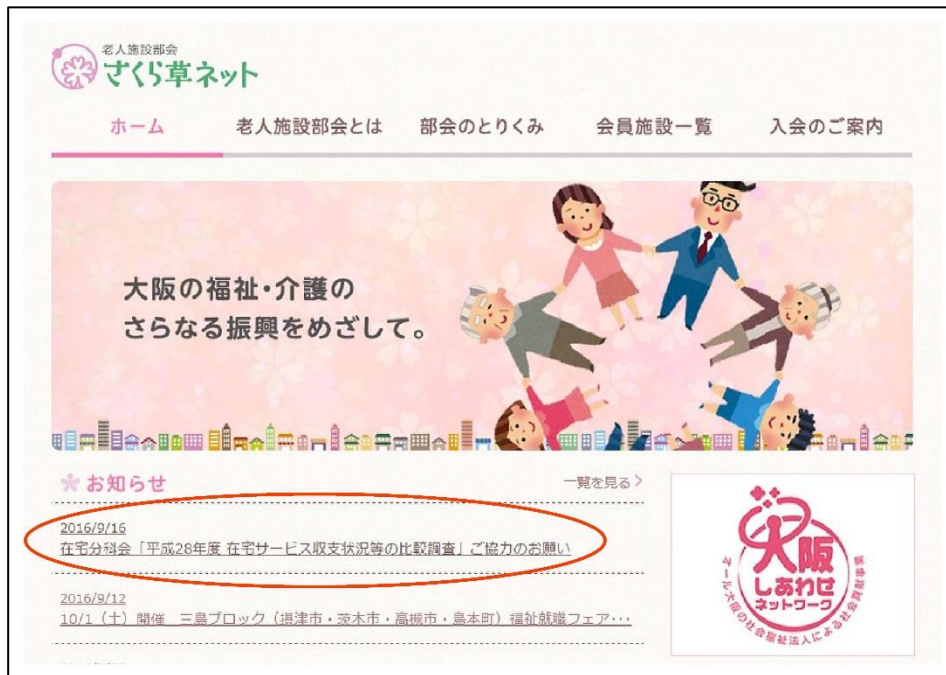 老人施設部会
さくら草ネット
ホーム 老人施設部会とは 部会のとりくみ 会員施設一覧 入会のご案内
大阪の福祉・介護の
さらなる振興をめざして。
お知らせ
一覧を見る
2016/9/16
在宅分科会「平成28年度 在宅サービス収支状況等の比較調査」ご協力のお願い
2016/9/12
10/1（土）開催 三島ブロック（摂津市・茨木市・高槻市・島本町）福祉就職フェア･･･
大阪
しあわせ
ネットワーク
オール大阪の社会福祉法人による社会貢献事業